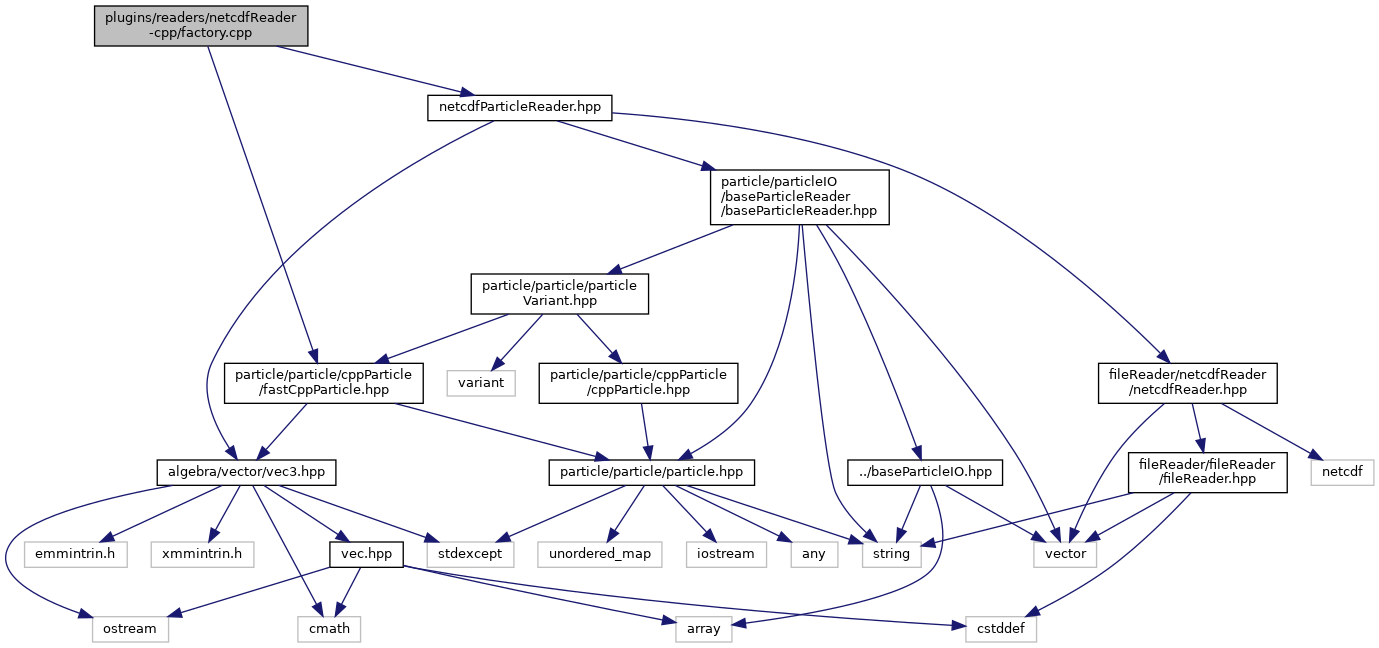 plugins/readers/netcdfReader
-cpp/factory.cpp
netcdfParticleReader.hpp
particle/particleIO
/baseParticleReader
/baseParticleReader.hpp
particle/particle/particle
Variant.hpp
particle/particle/cppParticle
/fastCppParticle.hpp
variant
particle/particle/cppParticle
/cppParticle.hpp
fileReader/netcdfReader
/netcdfReader.hpp
algebra/vector/vec3.hpp
particle/particle/particle.hpp
../baseParticleIO.hpp
fileReader/fileReader
/fileReader.hpp
netcdf
emmintrin.h
xmmintrin.h
vec.hpp
stdexcept
unordered_map
iostream
any
string
vector
ostream
cmath
array
cstddef